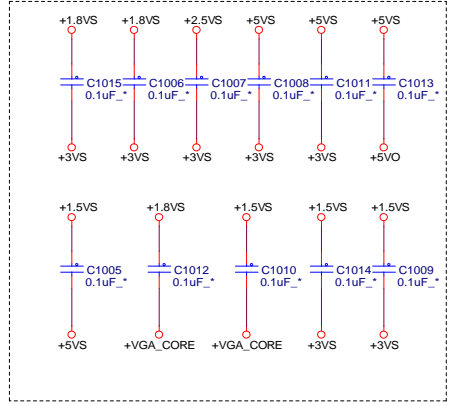 +1.8VS +1.8VS +2.5VS +5VS +5VS +5VS
C1015 C1006 C1007 C1008 C1011 C1013
0.1uF_* 0.1uF_* 0.1uF_* 0.1uF_* 0.1uF_* 0.1uF_*
+3VS +3VS +3VS +3VS +3VS +5VO
+1.5VS +1.8VS +1.5VS +1.5VS +1.5VS
C1005 C1012 C1010 C1014 C1009
0.1uF_* 0.1uF_* 0.1uF_* 0.1uF_* 0.1uF_*
+5VS +VGA_CORE +VGA_CORE +3VS +3VS